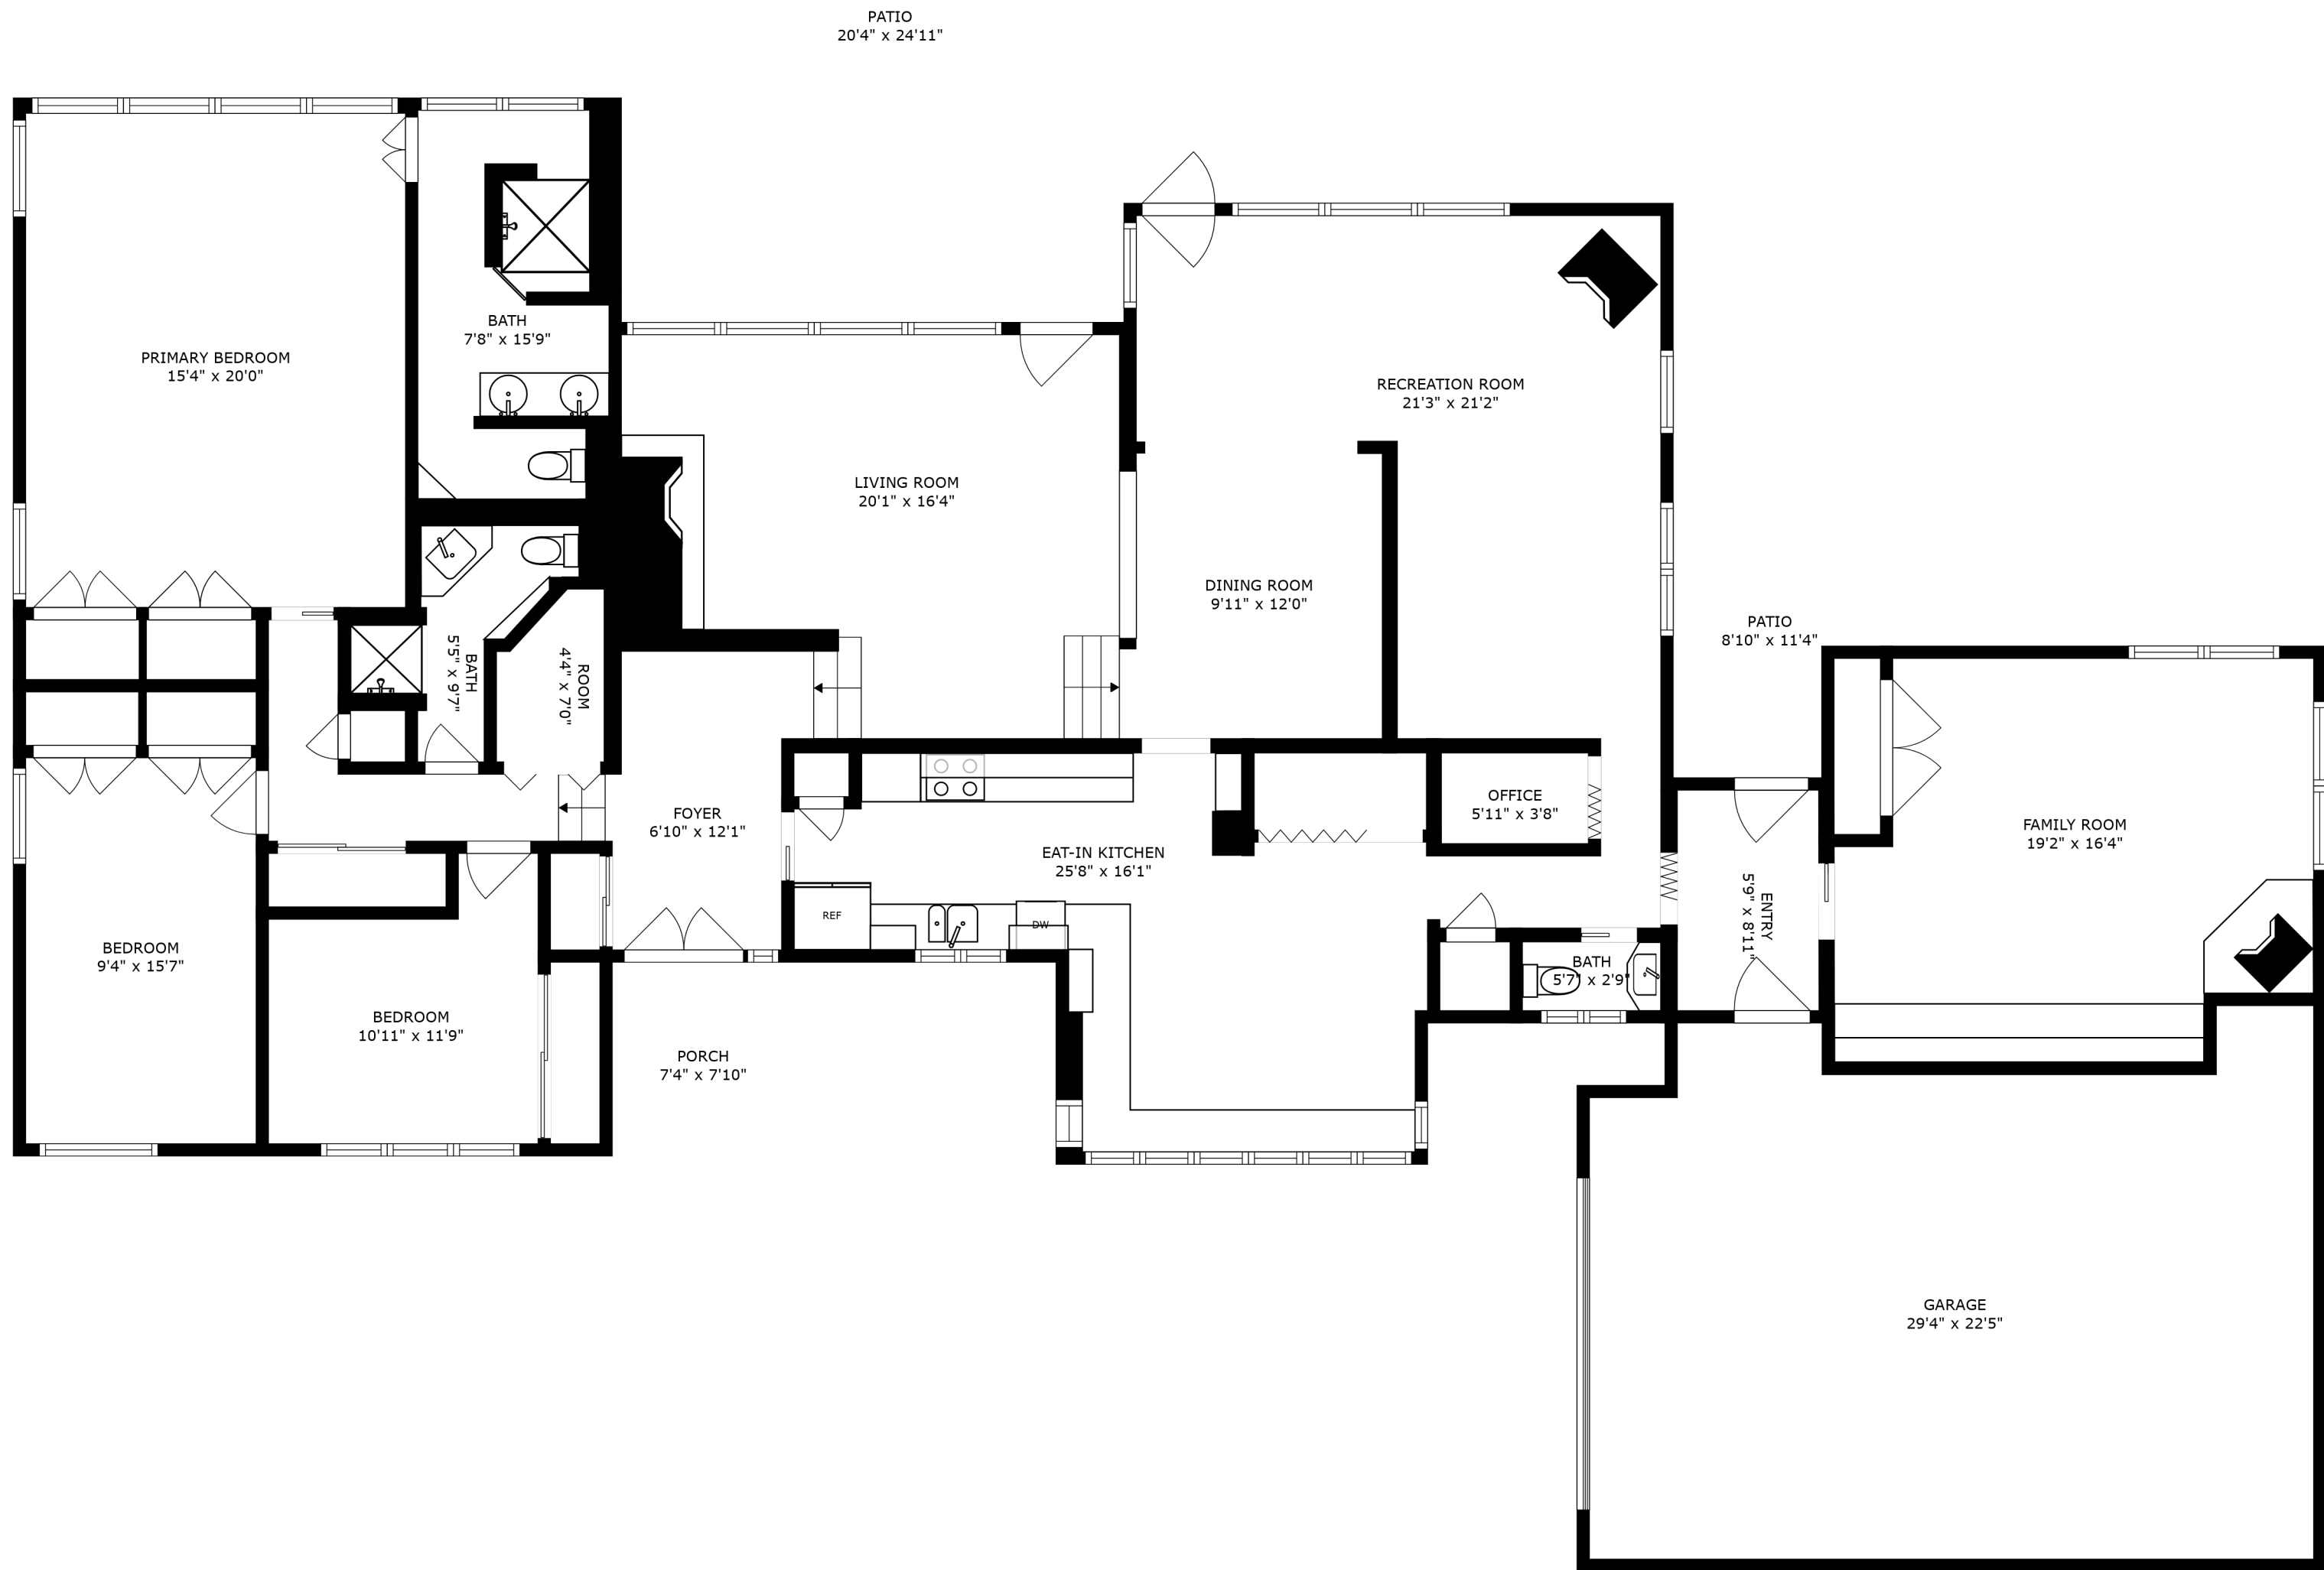 PATIO
20'4" x 24'11"
BATH
7'8" x 15'9"
PRIMARY BEDROOM
15'4" x 20'0"
RECREATION ROOM
21'3" x 21'2"
LIVING ROOM
20'1" x 16'4"
DINING ROOM
9'11" x 12'0"
PATIO
8'10" x 11'4"
BATH
5'5" x 9'7"
ROOM
4'4" x 7'0"
FOYER
6'10" x 12'1"
OFFICE
5'11" x 3'8"
FAMILY ROOM
19'2" x 16'4"
EAT-IN KITCHEN
25'8" x 16'1"
REF
DW
ENTRY
5'9" x 8'11"
BEDROOM
9'4" x 15'7"
BATH
5'7" x 2'9"
BEDROOM
10'11" x 11'9"
PORCH
7'4" x 7'10"
GARAGE
29'4" x 22'5"